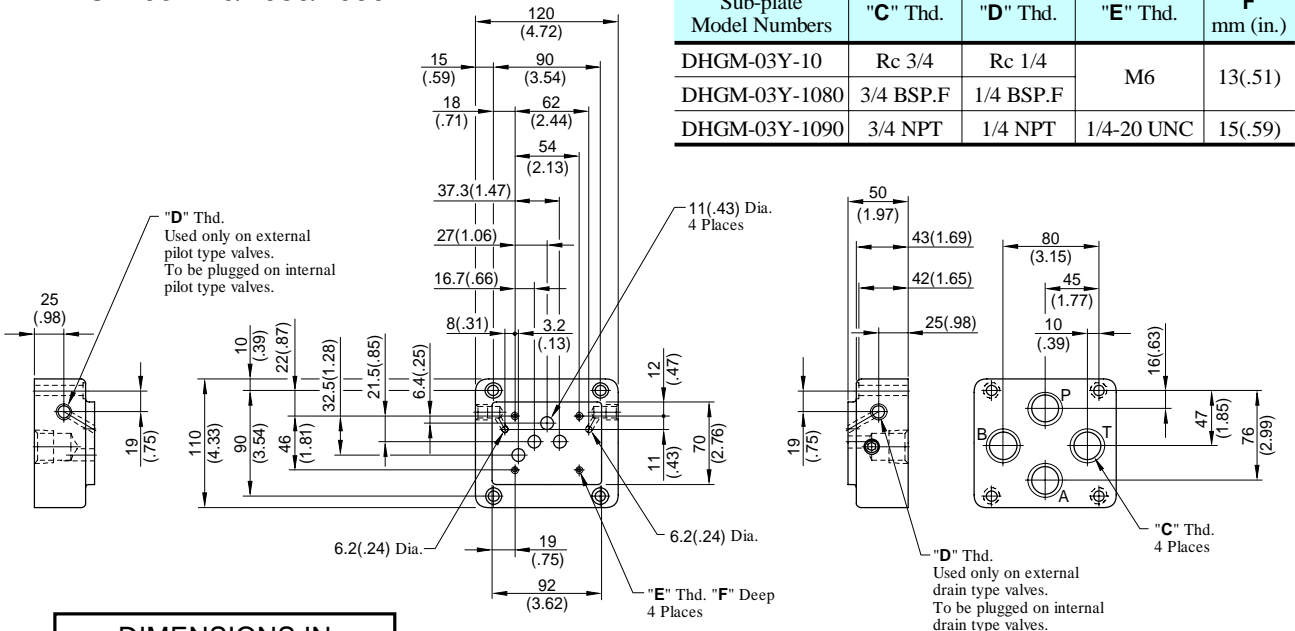 Sub-plate
Model Numbers
"C" Thd.
"D" Thd.
"E" Thd.
F
mm (in.)
DHGM-03Y-10
Rc 3/4
Rc 1/4
M6
13(.51)
DHGM-03Y-1080
3/4 BSP.F
1/4 BSP.F
DHGM-03Y-1090
3/4 NPT
1/4 NPT
1/4-20 UNC
15(.59)
120
(4.72)
15
(.59)
90
(3.54)
18
(.71)
62
(2.44)
54
(2.13)
37.3(1.47)
27(1.06)
16.7(.66)
8(.31)
3.2
(.13)
11(.43) Dia.
4 Places
"D" Thd.
Used only on external
pilot type valves.
To be plugged on internal
pilot type valves.
25
(.98)
19
(.75)
110
(4.33)
10
(.39)
90
(3.54)
22(.87)
46
(1.81)
32.5(1.28)
21.5(.85)
6.4(.25)
12
(.47)
11
(.43)
70
(2.76)
6.2(.24) Dia.
6.2(.24) Dia.
19
(.75)
92
(3.62)
"E" Thd. "F" Deep
4 Places
50
(1.97)
43(1.69)
42(1.65)
25(.98)
19
(.75)
"D" Thd.
Used only on external
drain type valves.
To be plugged on internal
drain type valves.
80
(3.15)
45
(1.77)
10
(.39)
16(.63)
47
(1.85)
76
(2.99)
P
B
T
A
"C" Thd.
4 Places
DIMENSIONS IN